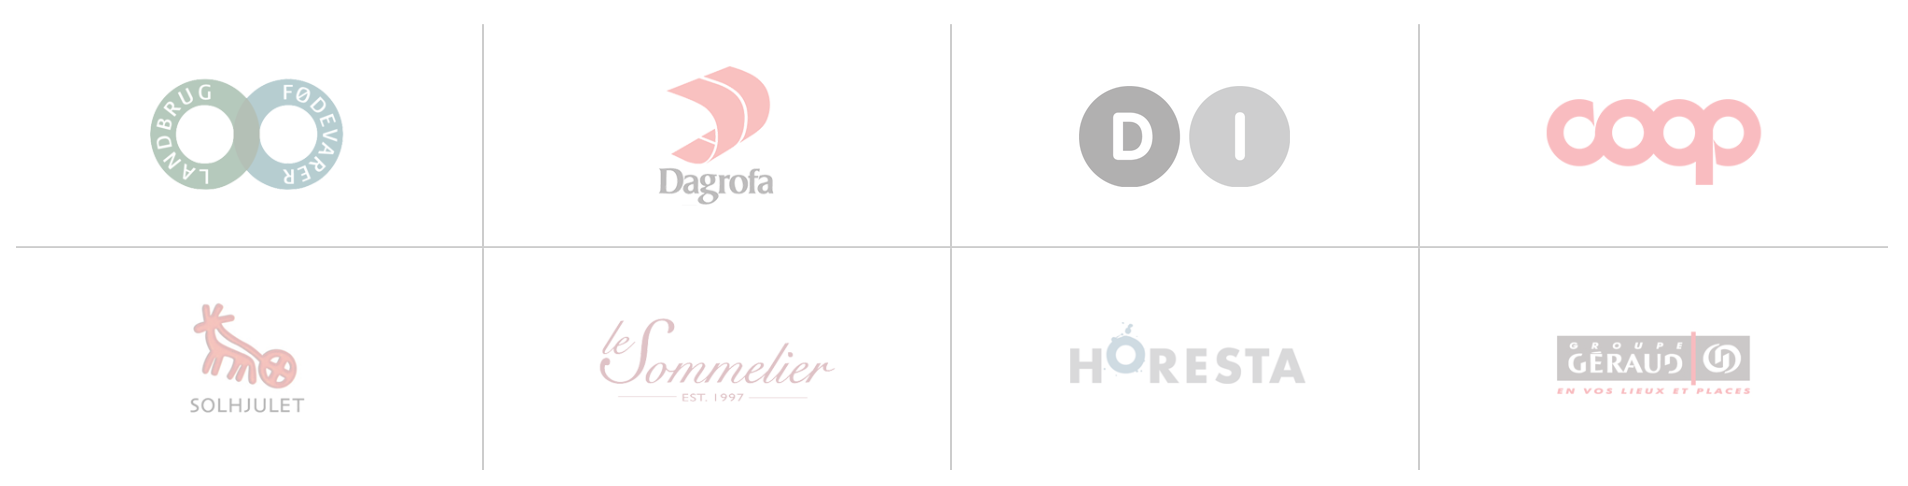 LANDBRUG FØDEVARER
Dagrofa
D I
coop
SOLHJULET
le Sommelier
EST. 1997
HORESTA
GROUPE
GÉRAUD
EN VOS LIEUX ET PLACES